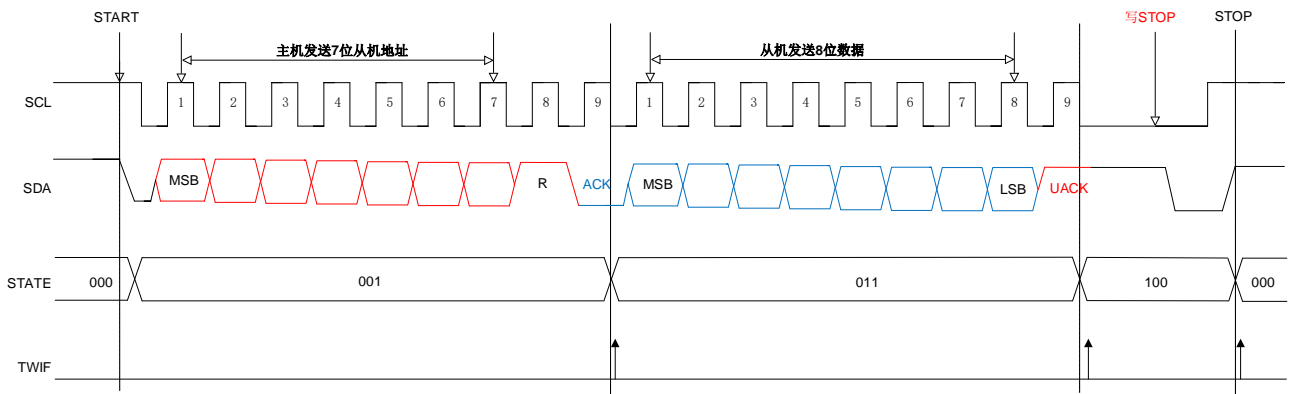 START 写STOP STOP
主机发送7位从机地址 从机发送8位数据
SCL 1 2 3 4 5 6 7 8 9 1 2 3 4 5 6 7 8 9
SDA MSB R ACK MSB LSB UACK
STATE 000 001 011 100 000
TWIF